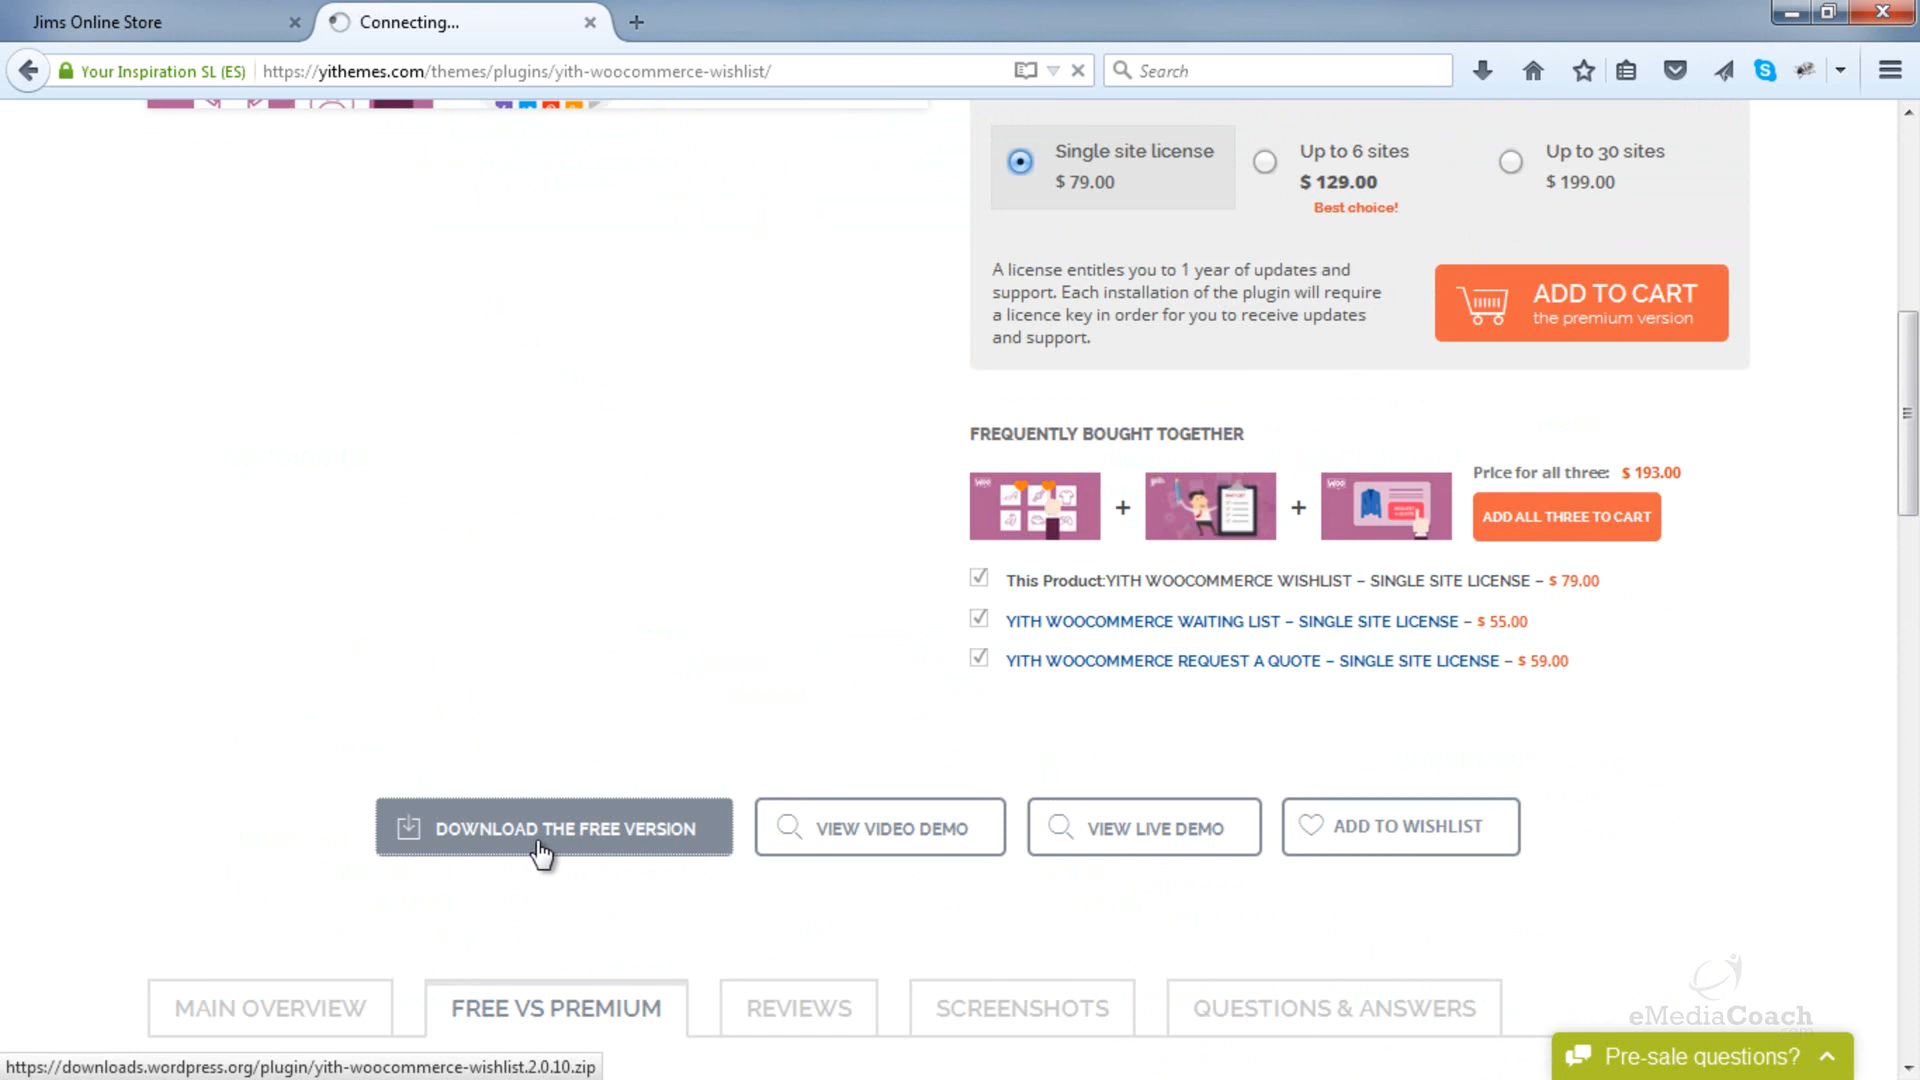 Jims Online Store
Connecting...
Your Inspiration SL (ES)
https://yithemes.com/themes/plugins/yith-woocommerce-wishlist/
Search
Single site license
$ 79.00
Up to 6 sites
$ 129.00
Best choice!
Up to 30 sites
$ 199.00
A license entitles you to 1 year of updates and
support. Each installation of the plugin will require
a licence key in order for you to receive updates
and support.
ADD TO CART
the premium version
FREQUENTLY BOUGHT TOGETHER
Price for all three: $ 193.00
ADD ALL THREE TO CART
This Product:YITH WOOCOMMERCE WISHLIST – SINGLE SITE LICENSE – $ 79.00
YITH WOOCOMMERCE WAITING LIST – SINGLE SITE LICENSE – $ 55.00
YITH WOOCOMMERCE REQUEST A QUOTE – SINGLE SITE LICENSE – $ 59.00
DOWNLOAD THE FREE VERSION
VIEW VIDEO DEMO
VIEW LIVE DEMO
ADD TO WISHLIST
MAIN OVERVIEW
FREE VS PREMIUM
REVIEWS
SCREENSHOTS
QUESTIONS & ANSWERS
eMediaCoach
.com
Pre-sale questions?
https://downloads.wordpress.org/plugin/yith-woocommerce-wishlist.2.0.10.zip